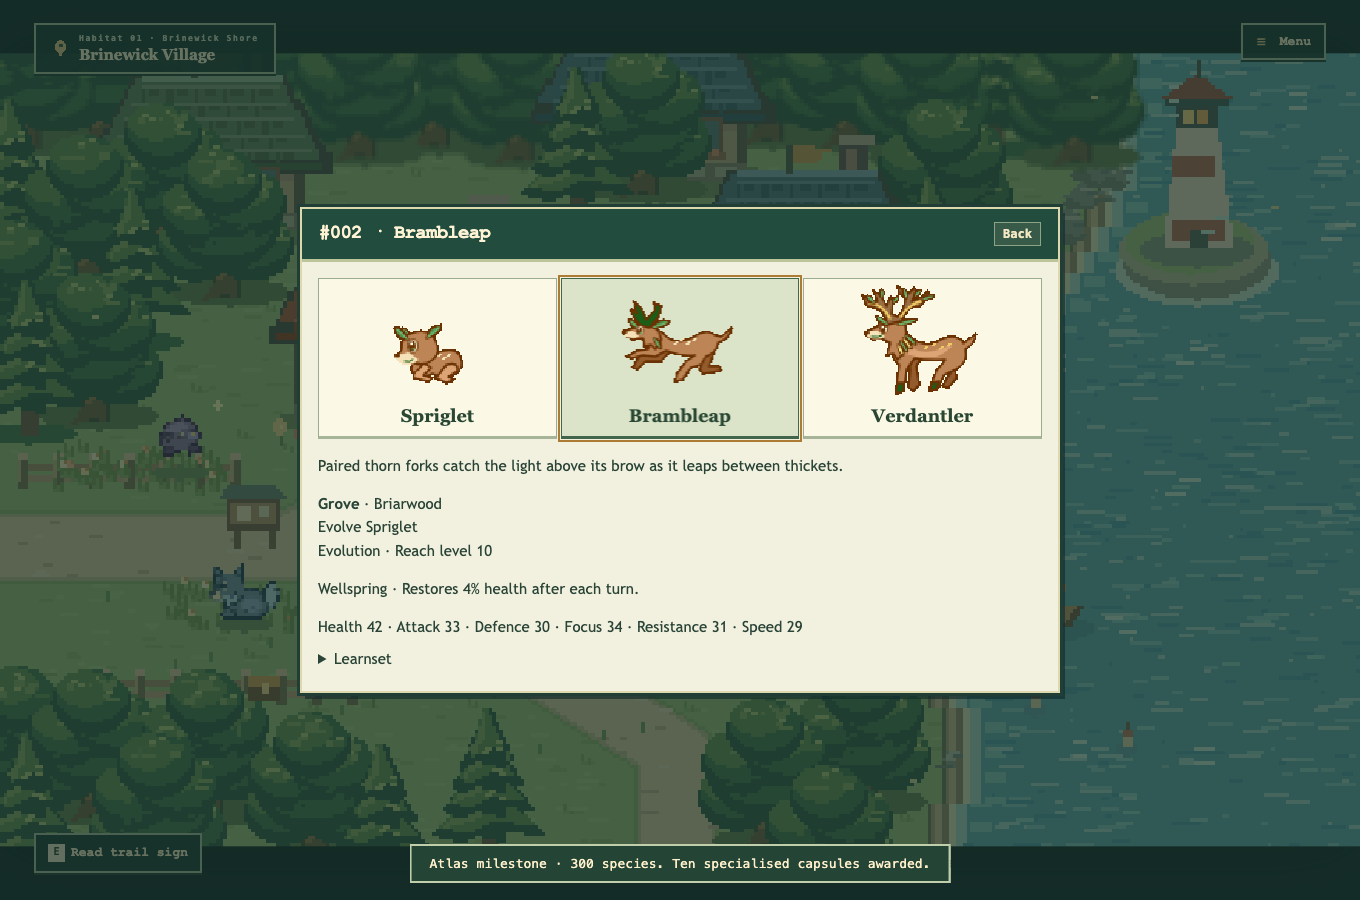 Habitat 01 · Brinewick Shore
Brinewick Village
≡ Menu
#002 · Brambleap
Back
Spriglet
Brambleap
Verdantler
Paired thorn forks catch the light above its brow as it leaps between thickets.
Grove · Briarwood
Evolve Spriglet
Evolution · Reach level 10
Wellspring · Restores 4% health after each turn.
Health 42 · Attack 33 · Defence 30 · Focus 34 · Resistance 31 · Speed 29
▶ Learnset
E Read trail sign
Atlas milestone · 300 species. Ten specialised capsules awarded.